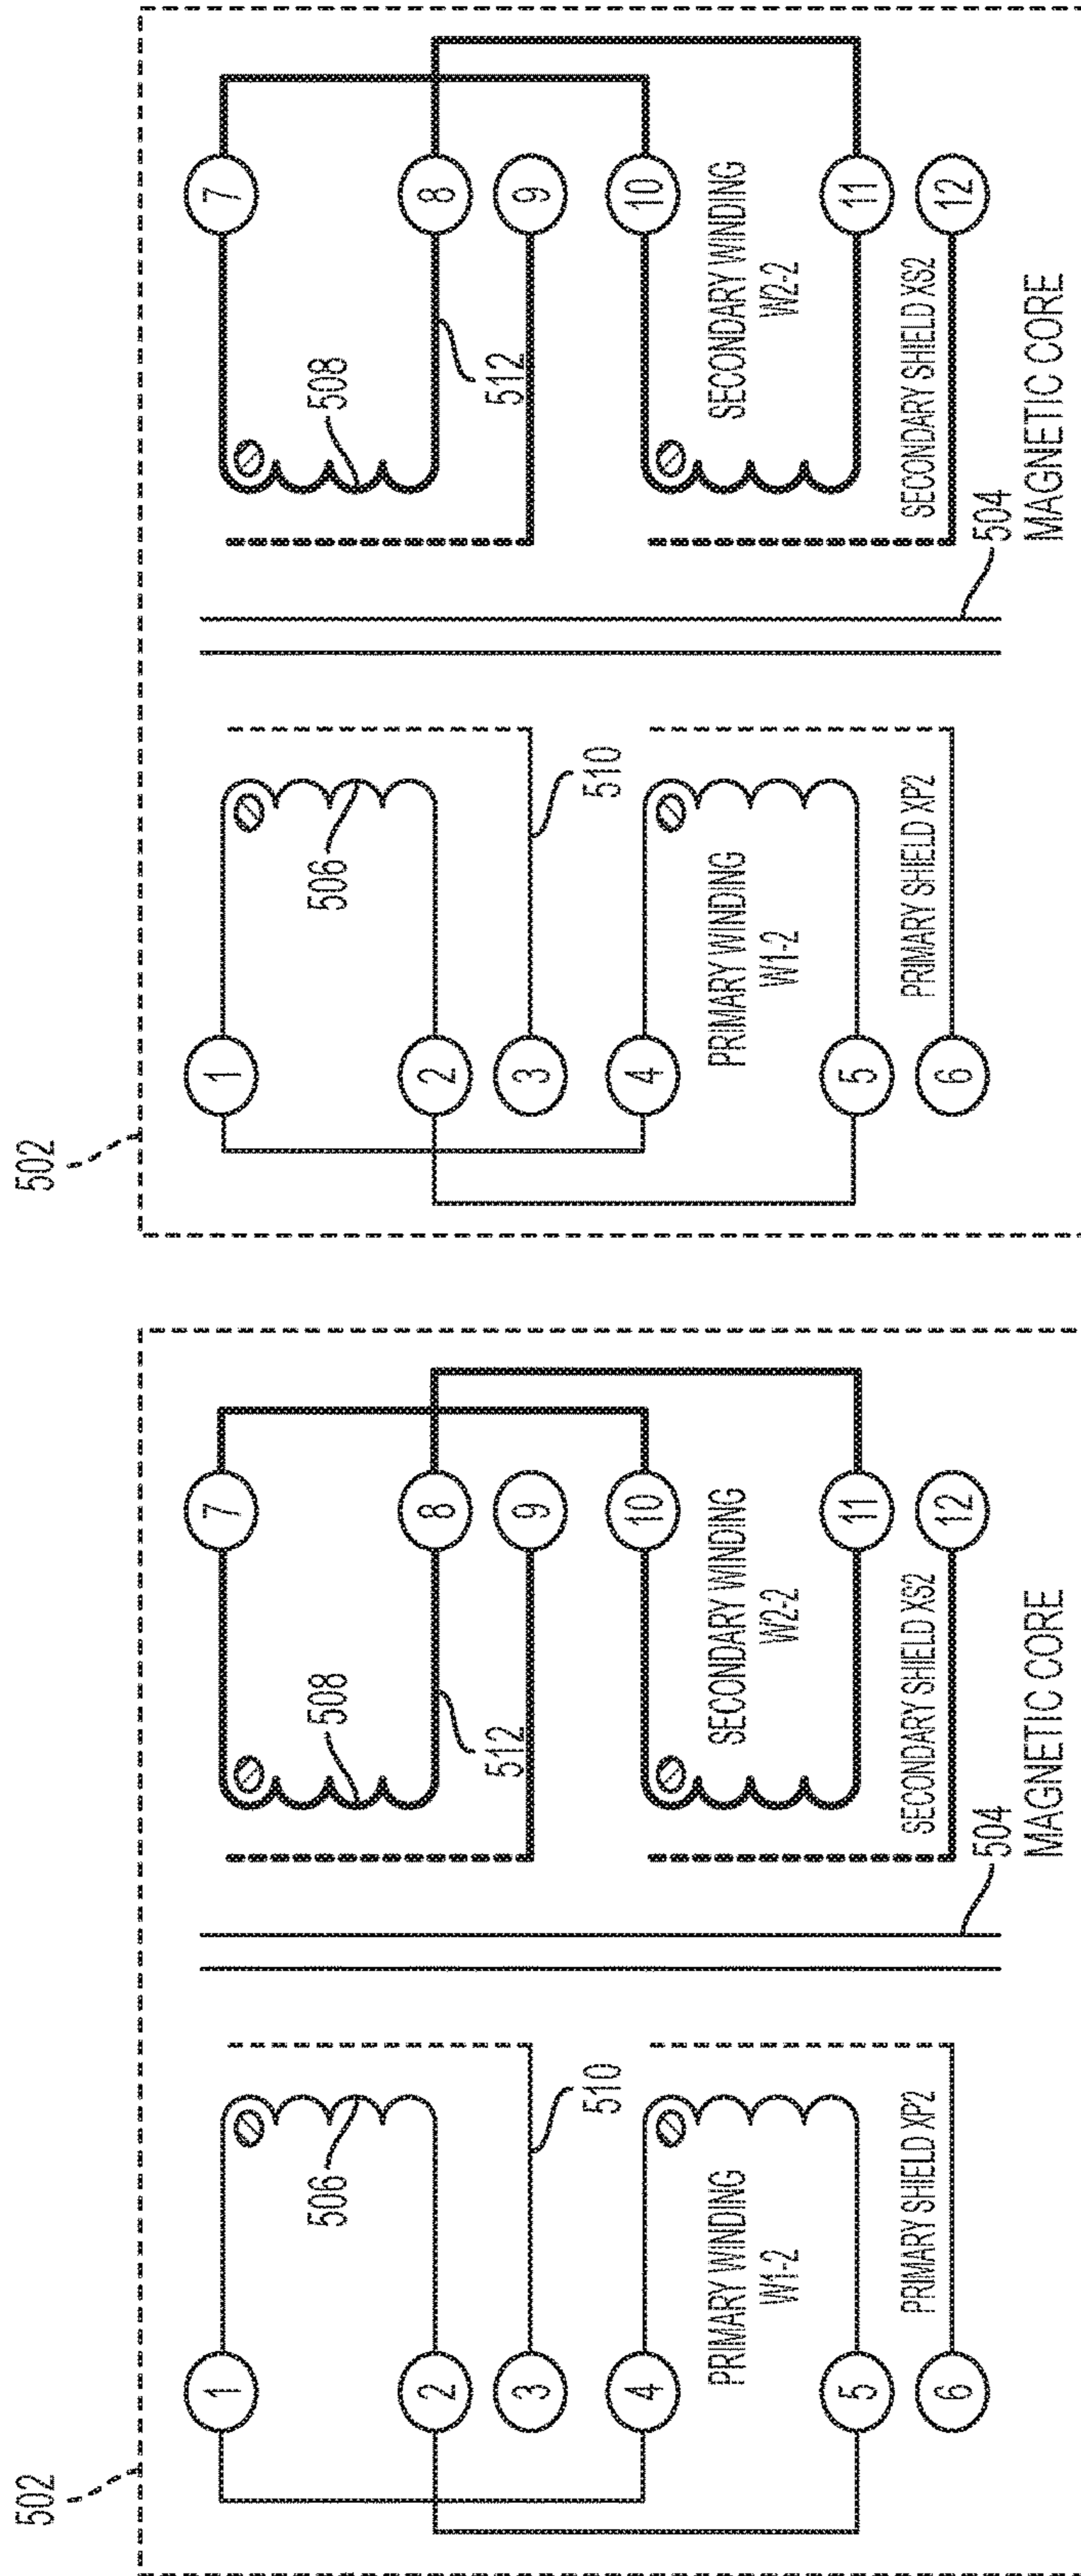 502
1
506
2
3
510
4
PRIMARY WINDING
W1-2
5
PRIMARY SHIELD XP2
6
7
508
8
512
9
10
SECONDARY WINDING
W2-2
11
SECONDARY SHIELD XS2
12
504
MAGNETIC CORE
502
1
506
2
3
510
4
PRIMARY WINDING
W1-2
5
PRIMARY SHIELD XP2
6
7
508
8
512
9
10
SECONDARY WINDING
W2-2
11
SECONDARY SHIELD XS2
12
504
MAGNETIC CORE